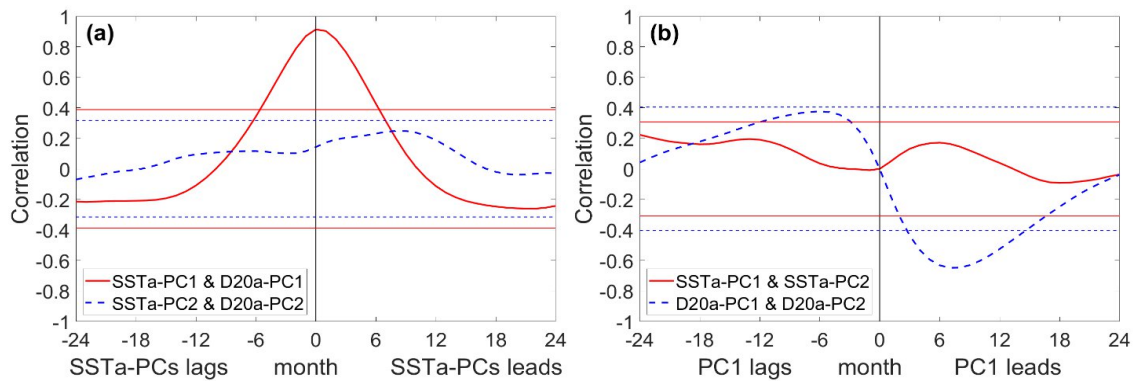 (a)
Correlation
1
0.8
0.6
0.4
0.2
0
-0.2
-0.4
-0.6
-0.8
-1
SSTa-PC1 & D20a-PC1
SSTa-PC2 & D20a-PC2
-24 -18 -12 -6 0 6 12 18 24
SSTa-PCs lags month SSTa-PCs leads
(b)
Correlation
1
0.8
0.6
0.4
0.2
0
-0.2
-0.4
-0.6
-0.8
-1
SSTa-PC1 & SSTa-PC2
D20a-PC1 & D20a-PC2
-24 -18 -12 -6 0 6 12 18 24
PC1 lags month PC1 leads